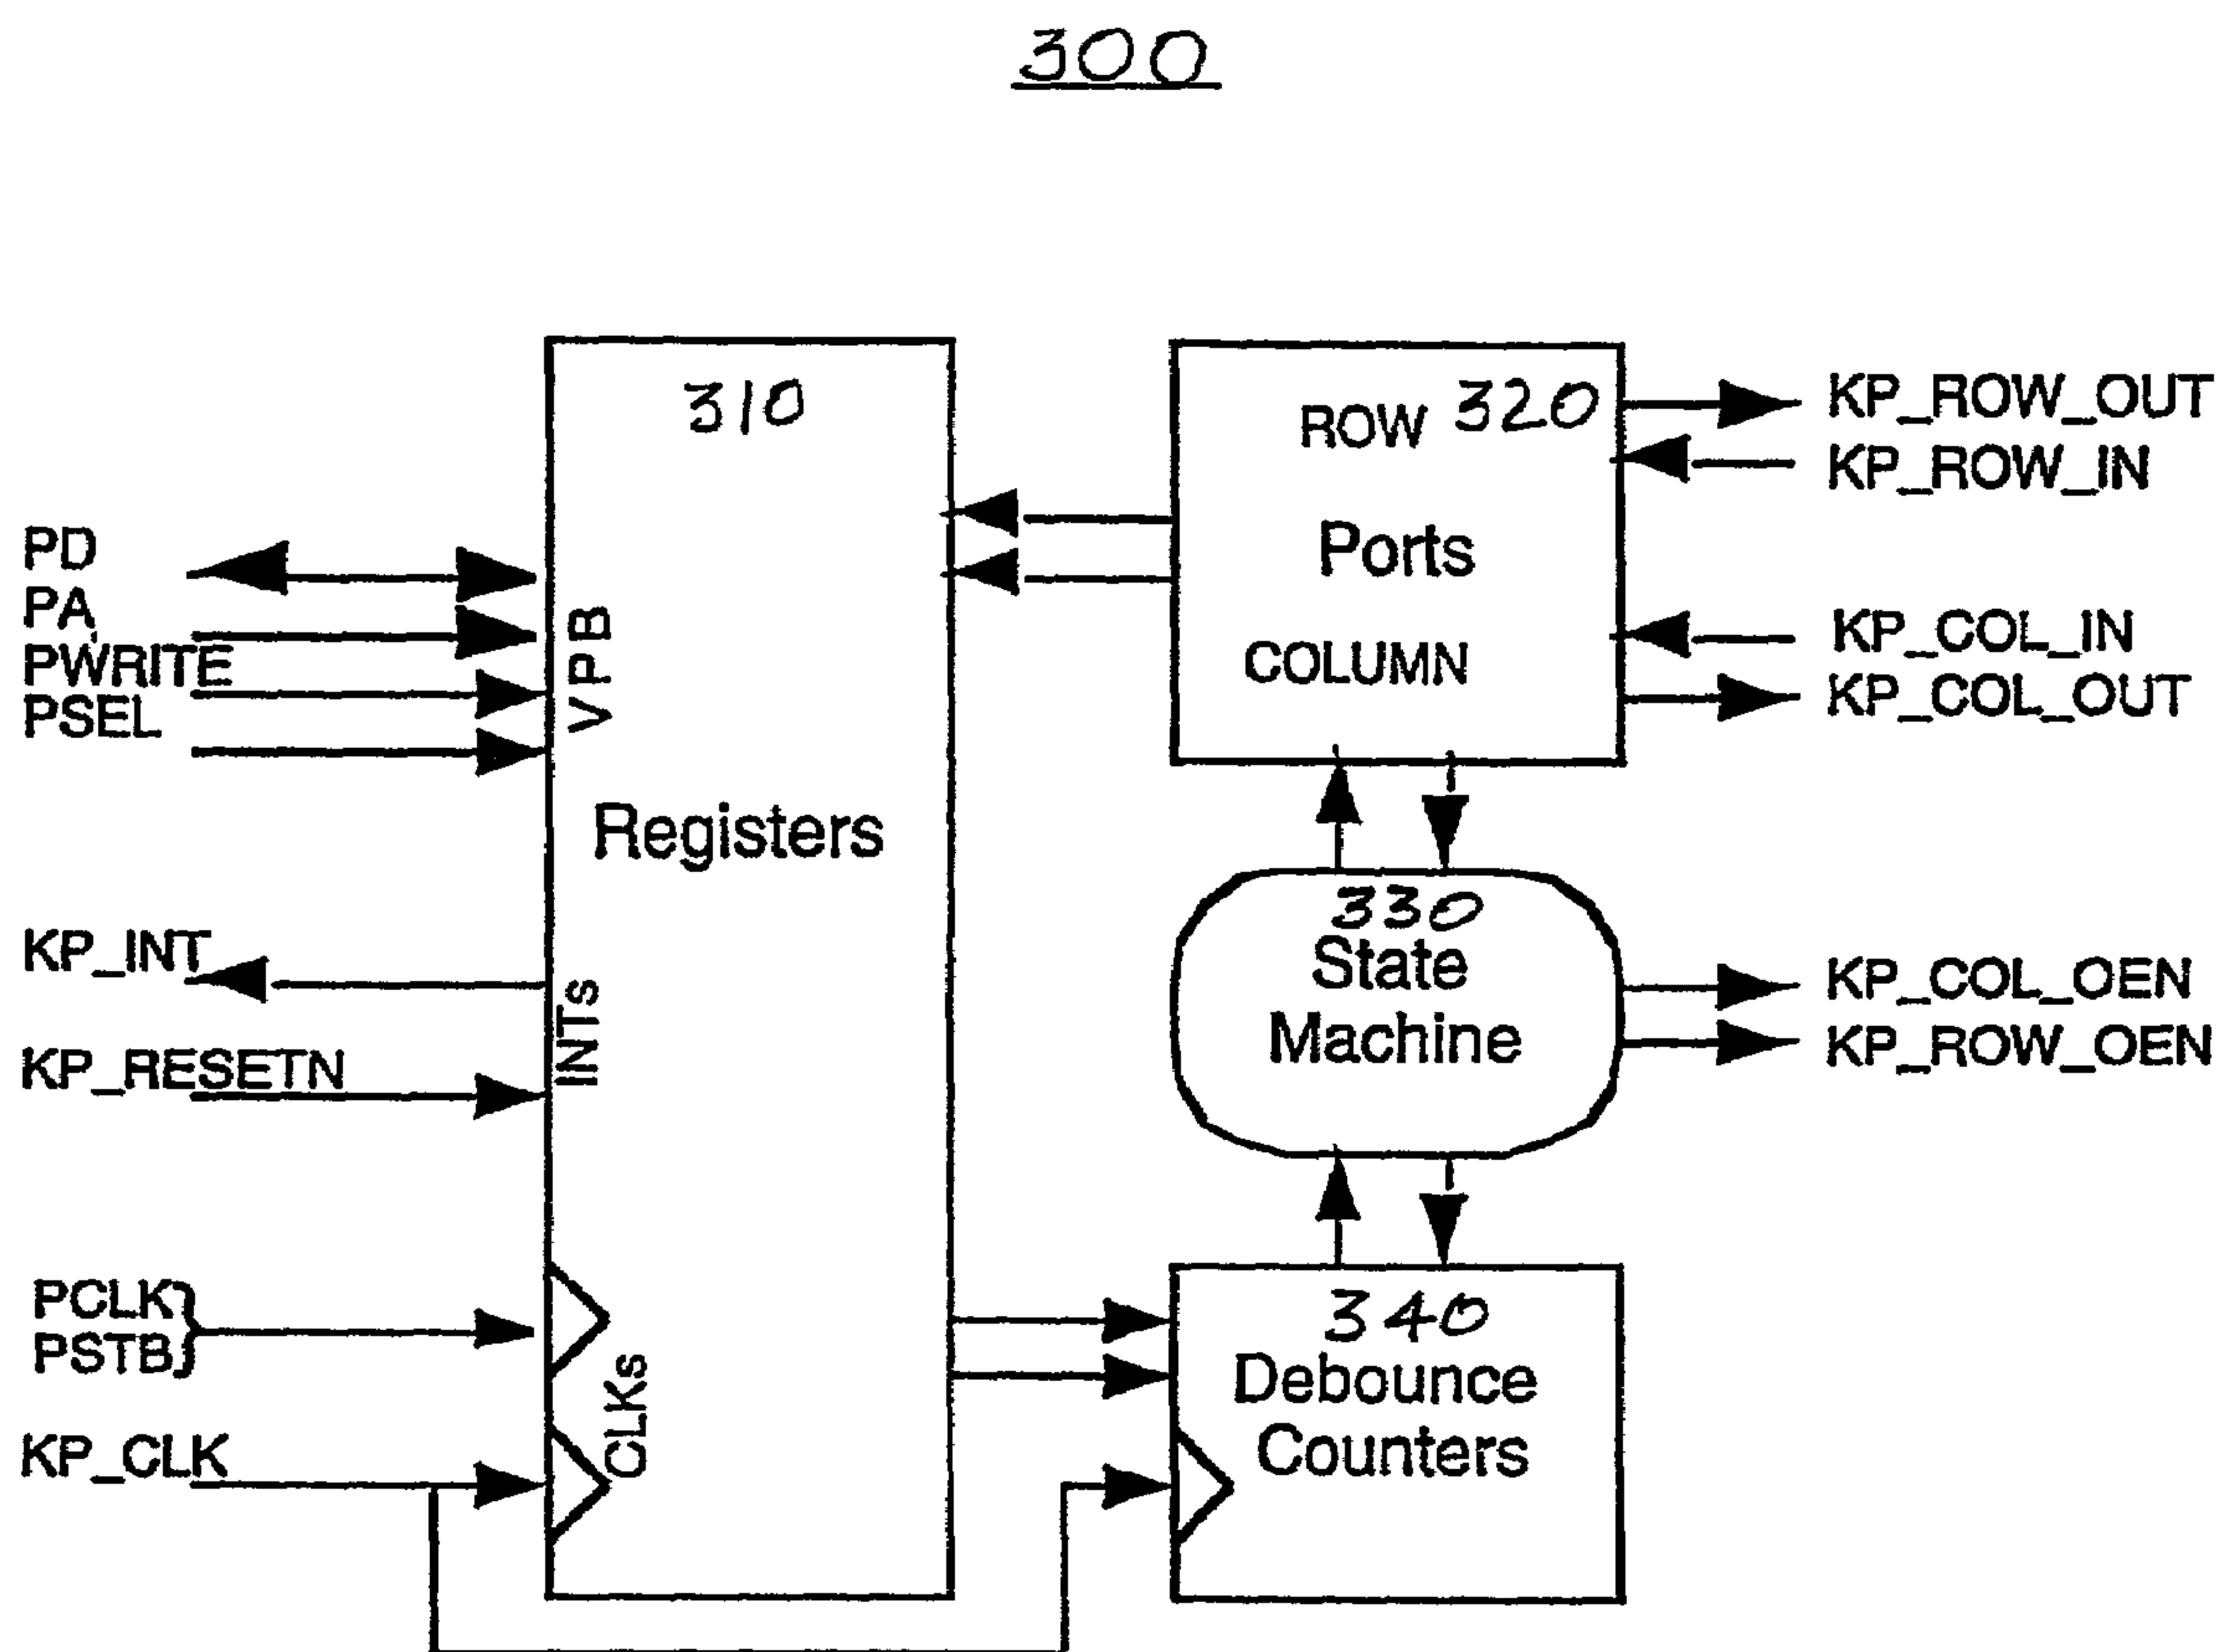 300
310
VPB
Registers
INTs
CLKs
PD
PA
PWRITE
PSEL
KP_INT
KP_RESETN
PCLK
PSTB
KP_CLK
ROW 320
Ports
COLUMN
KP_ROW_OUT
KP_ROW_IN
KP_COL_IN
KP_COL_OUT
330
State
Machine
KP_COL_OEN
KP_ROW_OEN
340
Debounce
Counters